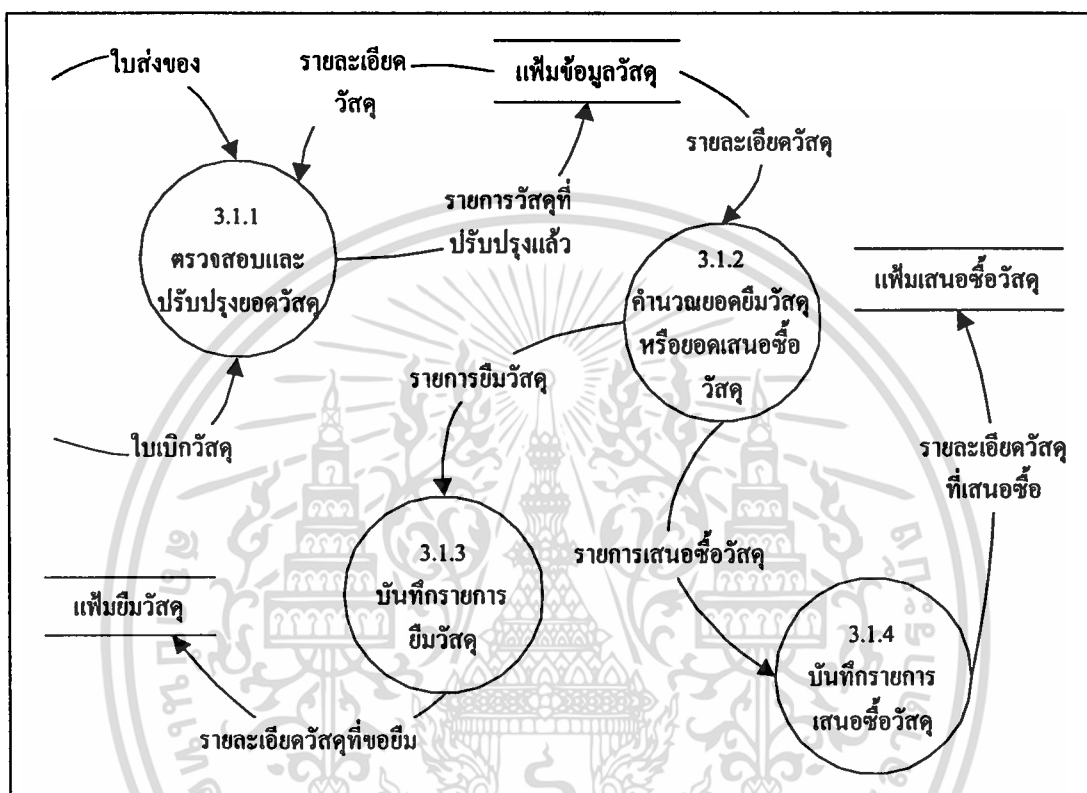 ใบส่งของ
รายละเอียด
วัสดุ
แฟ้มข้อมูลวัสดุ
รายละเอียดวัสดุ
3.1.1
ตรวจสอบและ
ปรับปรุงยอดวัสดุ
รายการวัสดุที่
ปรับปรุงแล้ว
3.1.2
คำนวณยอดยืมวัสดุ
หรือยอดเสนอซื้อ
วัสดุ
แฟ้มเสนอซื้อวัสดุ
รายการยืมวัสดุ
ใบเบิกวัสดุ
รายละเอียดวัสดุ
ที่เสนอซื้อ
รายการเสนอซื้อวัสดุ
3.1.3
บันทึกรายการ
ยืมวัสดุ
แฟ้มยืมวัสดุ
3.1.4
บันทึกรายการ
เสนอซื้อวัสดุ
รายละเอียดวัสดุที่ขอยืม